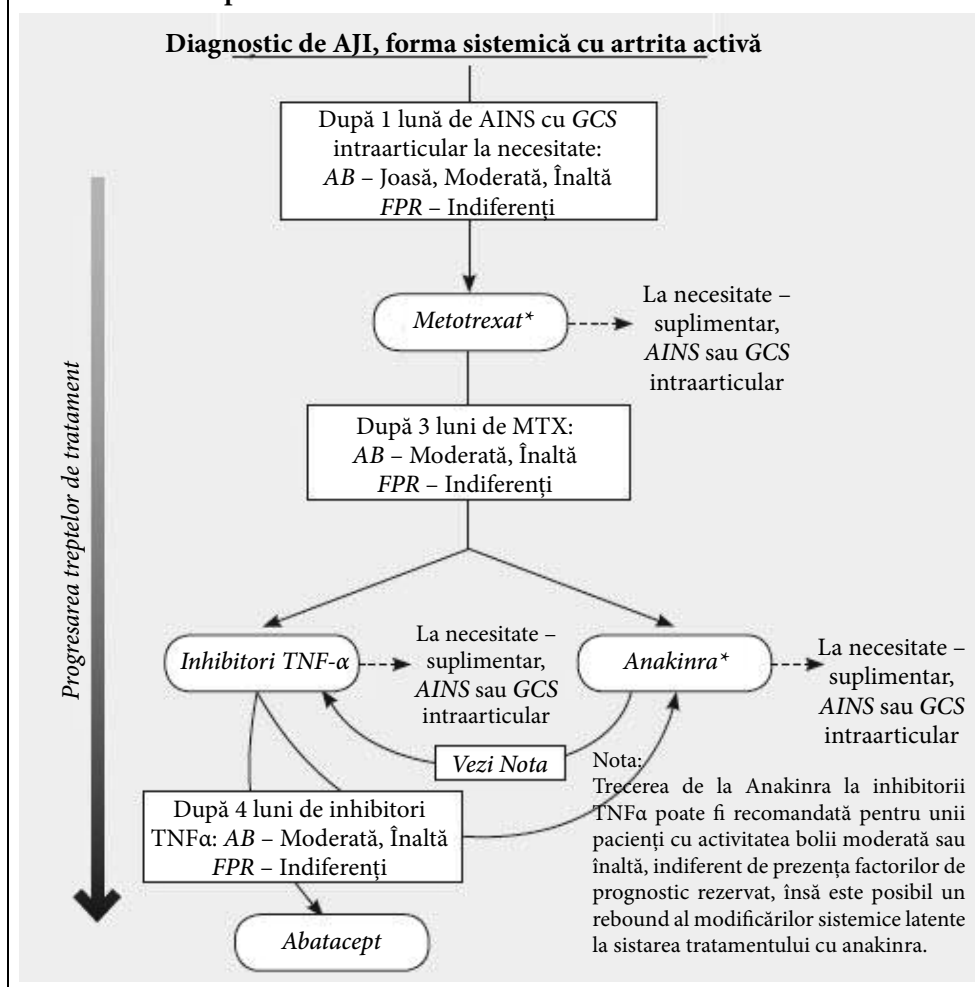 Diagnostic de AJI, forma sistemică cu artrita activă
După 1 lună de AINS cu GCS
intraarticular la necesitate:
AB – Joasă, Moderată, Înaltă
FPR – Indiferenți
Metotrexat*
La necesitate –
suplimentar,
AINS sau GCS
intraarticular
După 3 luni de MTX:
AB – Moderată, Înaltă
FPR – Indiferenți
Progresarea treptelor de tratament
Inhibitori TNF-α
La necesitate –
suplimentar,
AINS sau GCS
intraarticular
Anakinra*
La necesitate –
suplimentar,
AINS sau GCS
intraarticular
Vezi Nota
După 4 luni de inhibitori
TNFα: AB – Moderată, Înaltă
FPR – Indiferenți
Abatacept
Nota:
Trecerea de la Anakinra la inhibitorii
TNFα poate fi recomandată pentru unii
pacienți cu activitatea bolii moderată sau
înaltă, indiferent de prezența factorilor de
prognostic rezervat, însă este posibil un
rebound al modificărilor sistemice latente
la sistarea tratamentului cu anakinra.